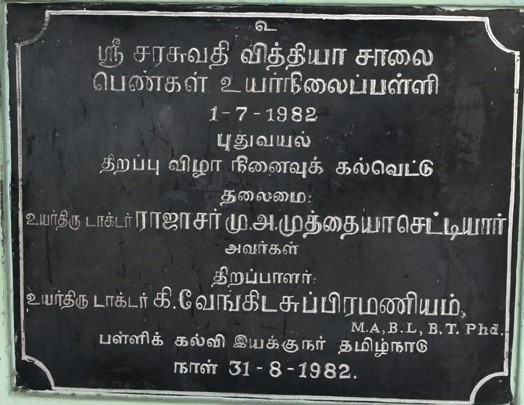 உ
ஸ்ரீ சரசுவதி வித்தியா சாலை
பெண்கள் உயர்நிலைப்பள்ளி
1-7-1982
புதுவயல்
திறப்பு விழா நினைவுக் கல்வெட்டு
தலைமை:
உயர்திரு டாக்டர் ராஜாசர் மு.அ.முத்தையா செட்டியார்
அவர்கள்
திறப்பாளர்:
உயர்திரு டாக்டர் கி.வேங்கிடசுப்பிரமணியம்,
M.A,B.L,B.T.Phd.
பள்ளிக் கல்வி இயக்குநர் தமிழ்நாடு
நாள் 31-8-1982.